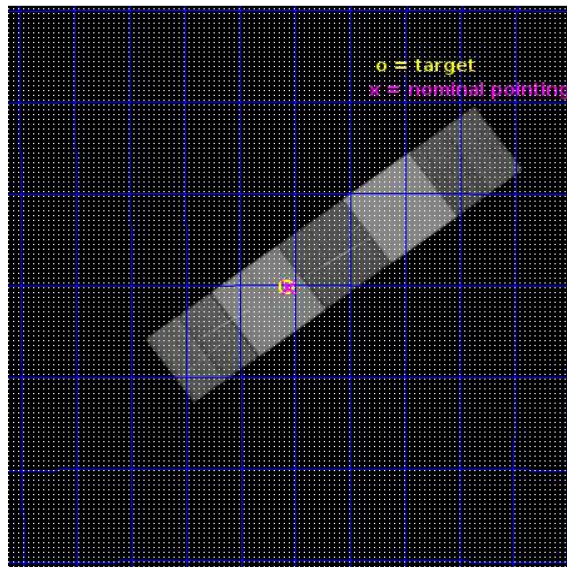 o = target
x = nominal pointing